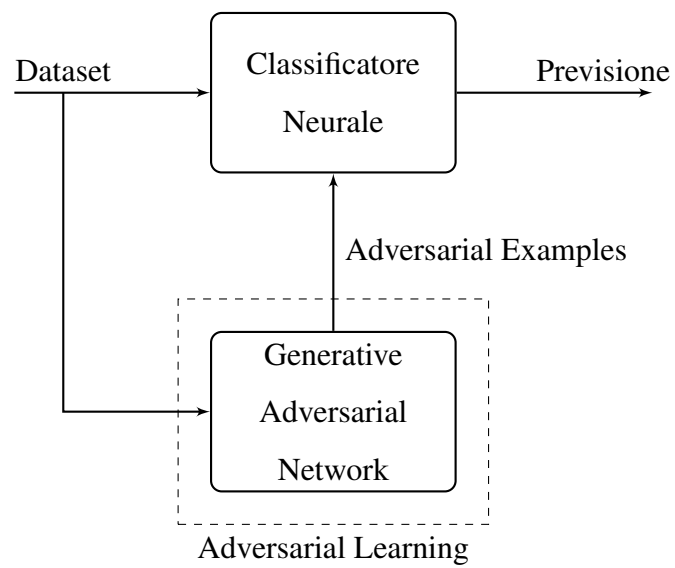 Dataset
Classificatore
Neurale
Previsione
Adversarial Examples
Generative
Adversarial
Network
Adversarial Learning